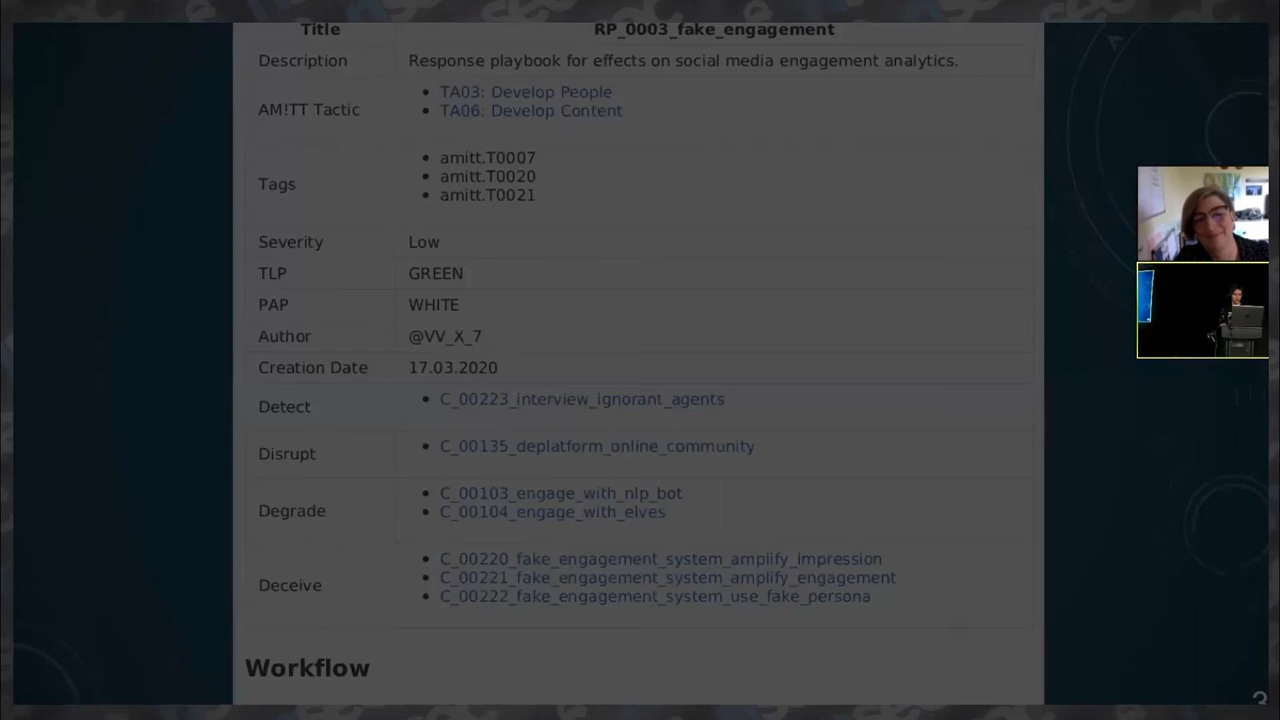 Title RP_0003_fake_engagement
Description Response playbook for effects on social media engagement analytics.
AM!TT Tactic
• TA03: Develop People
• TA06: Develop Content
Tags
• amitt.T0007
• amitt.T0020
• amitt.T0021
Severity Low
TLP GREEN
PAP WHITE
Author @VV_X_7
Creation Date 17.03.2020
Detect
• C_00223_interview_ignorant_agents
Disrupt
• C_00135_deplatform_online_community
Degrade
• C_00103_engage_with_nlp_bot
• C_00104_engage_with_elves
Deceive
• C_00220_fake_engagement_system_amplify_impression
• C_00221_fake_engagement_system_amplify_engagement
• C_00222_fake_engagement_system_use_fake_persona
Workflow